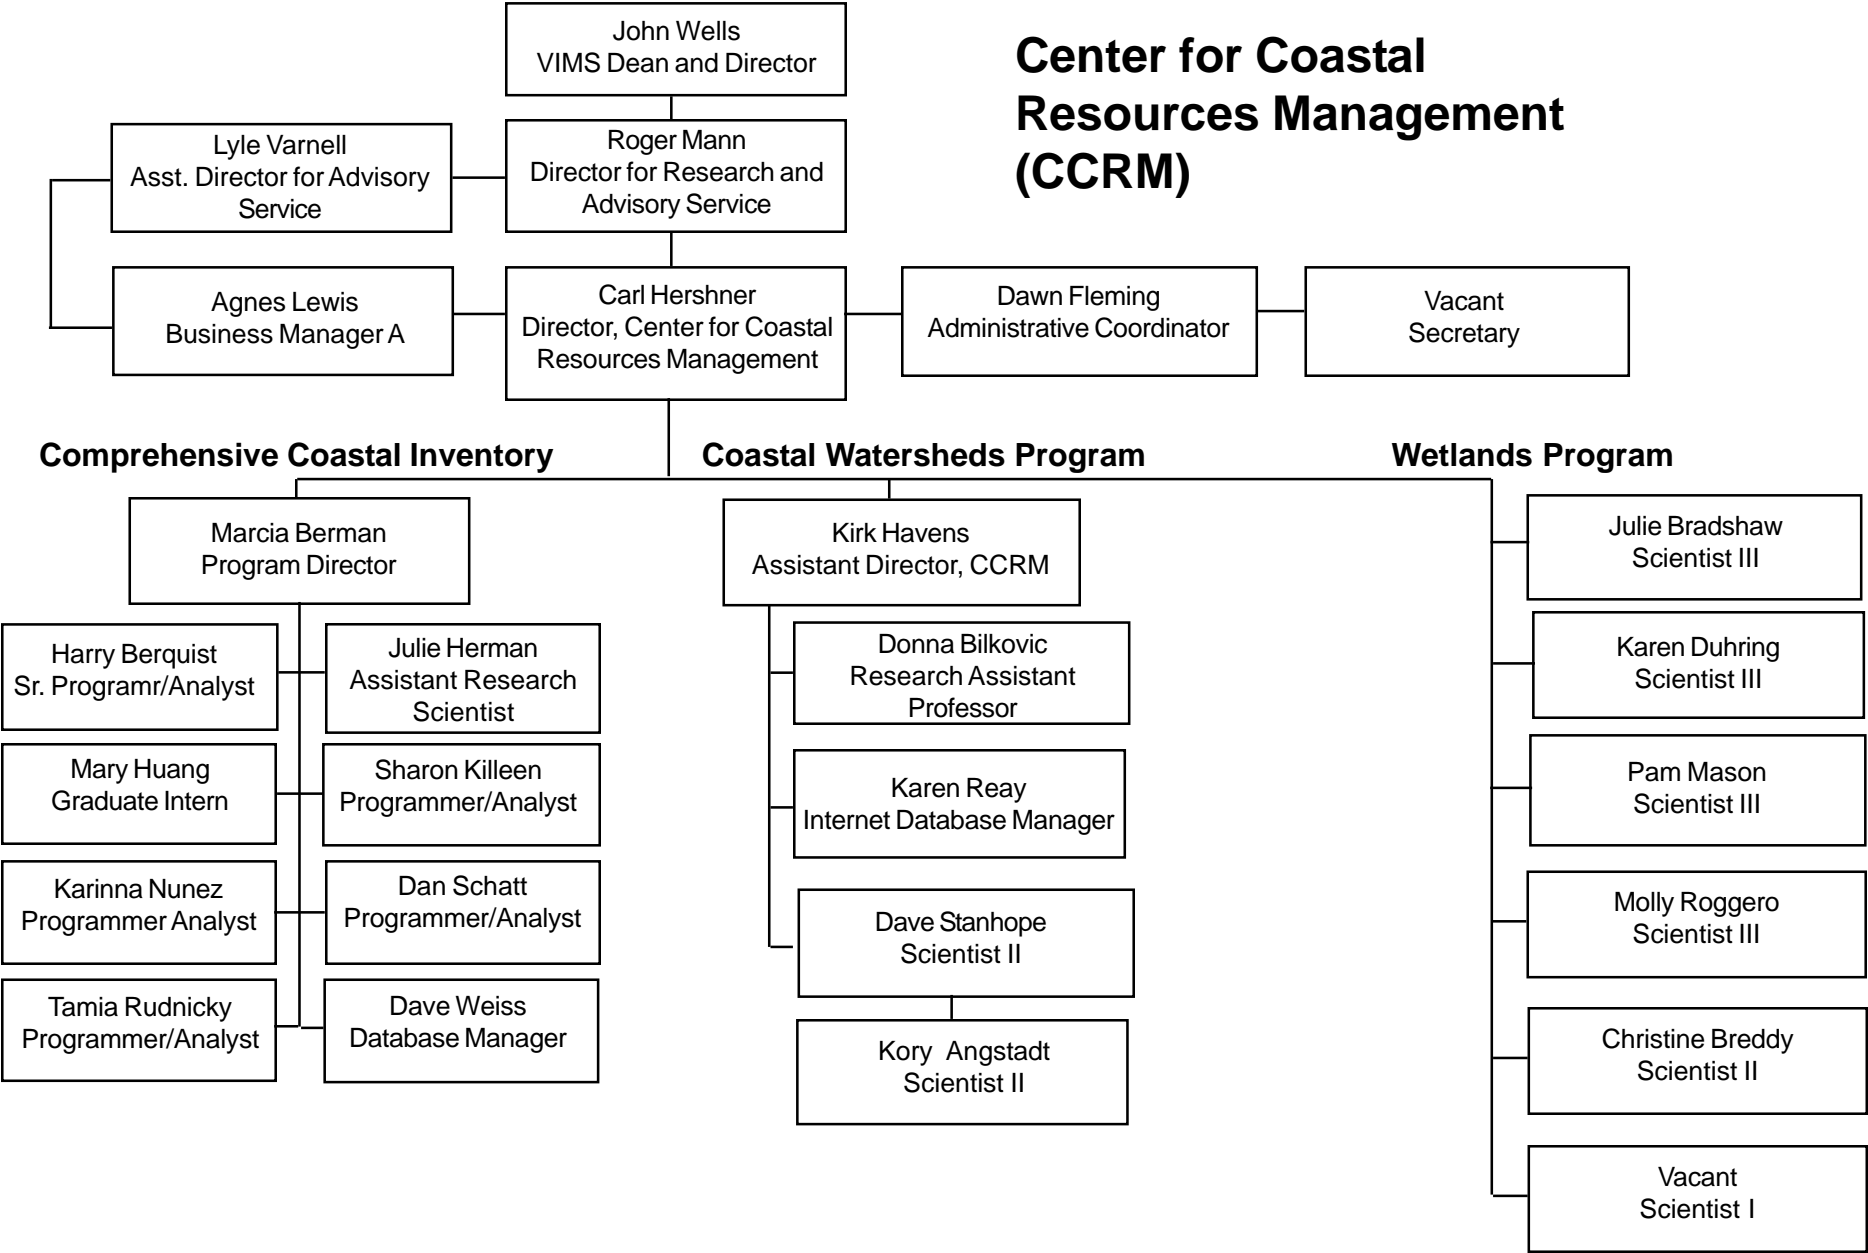 John Wells
VIMS Dean and Director
Center for Coastal
Resources Management
(CCRM)
Lyle Varnell
Asst. Director for Advisory
Service
Roger Mann
Director for Research and
Advisory Service
Agnes Lewis
Business Manager A
Carl Hershner
Director, Center for Coastal
Resources Management
Dawn Fleming
Administrative Coordinator
Vacant
Secretary
Comprehensive Coastal Inventory
Marcia Berman
Program Director
Harry Berquist
Sr. Programr/Analyst
Julie Herman
Assistant Research
Scientist
Mary Huang
Graduate Intern
Sharon Killeen
Programmer/Analyst
Karinna Nunez
Programmer Analyst
Dan Schatt
Programmer/Analyst
Tamia Rudnicky
Programmer/Analyst
Dave Weiss
Database Manager
Coastal Watersheds Program
Kirk Havens
Assistant Director, CCRM
Donna Bilkovic
Research Assistant
Professor
Karen Reay
Internet Database Manager
Dave Stanhope
Scientist II
Kory Angstadt
Scientist II
Wetlands Program
Julie Bradshaw
Scientist III
Karen Duhring
Scientist III
Pam Mason
Scientist III
Molly Roggero
Scientist III
Christine Breddy
Scientist II
Vacant
Scientist I